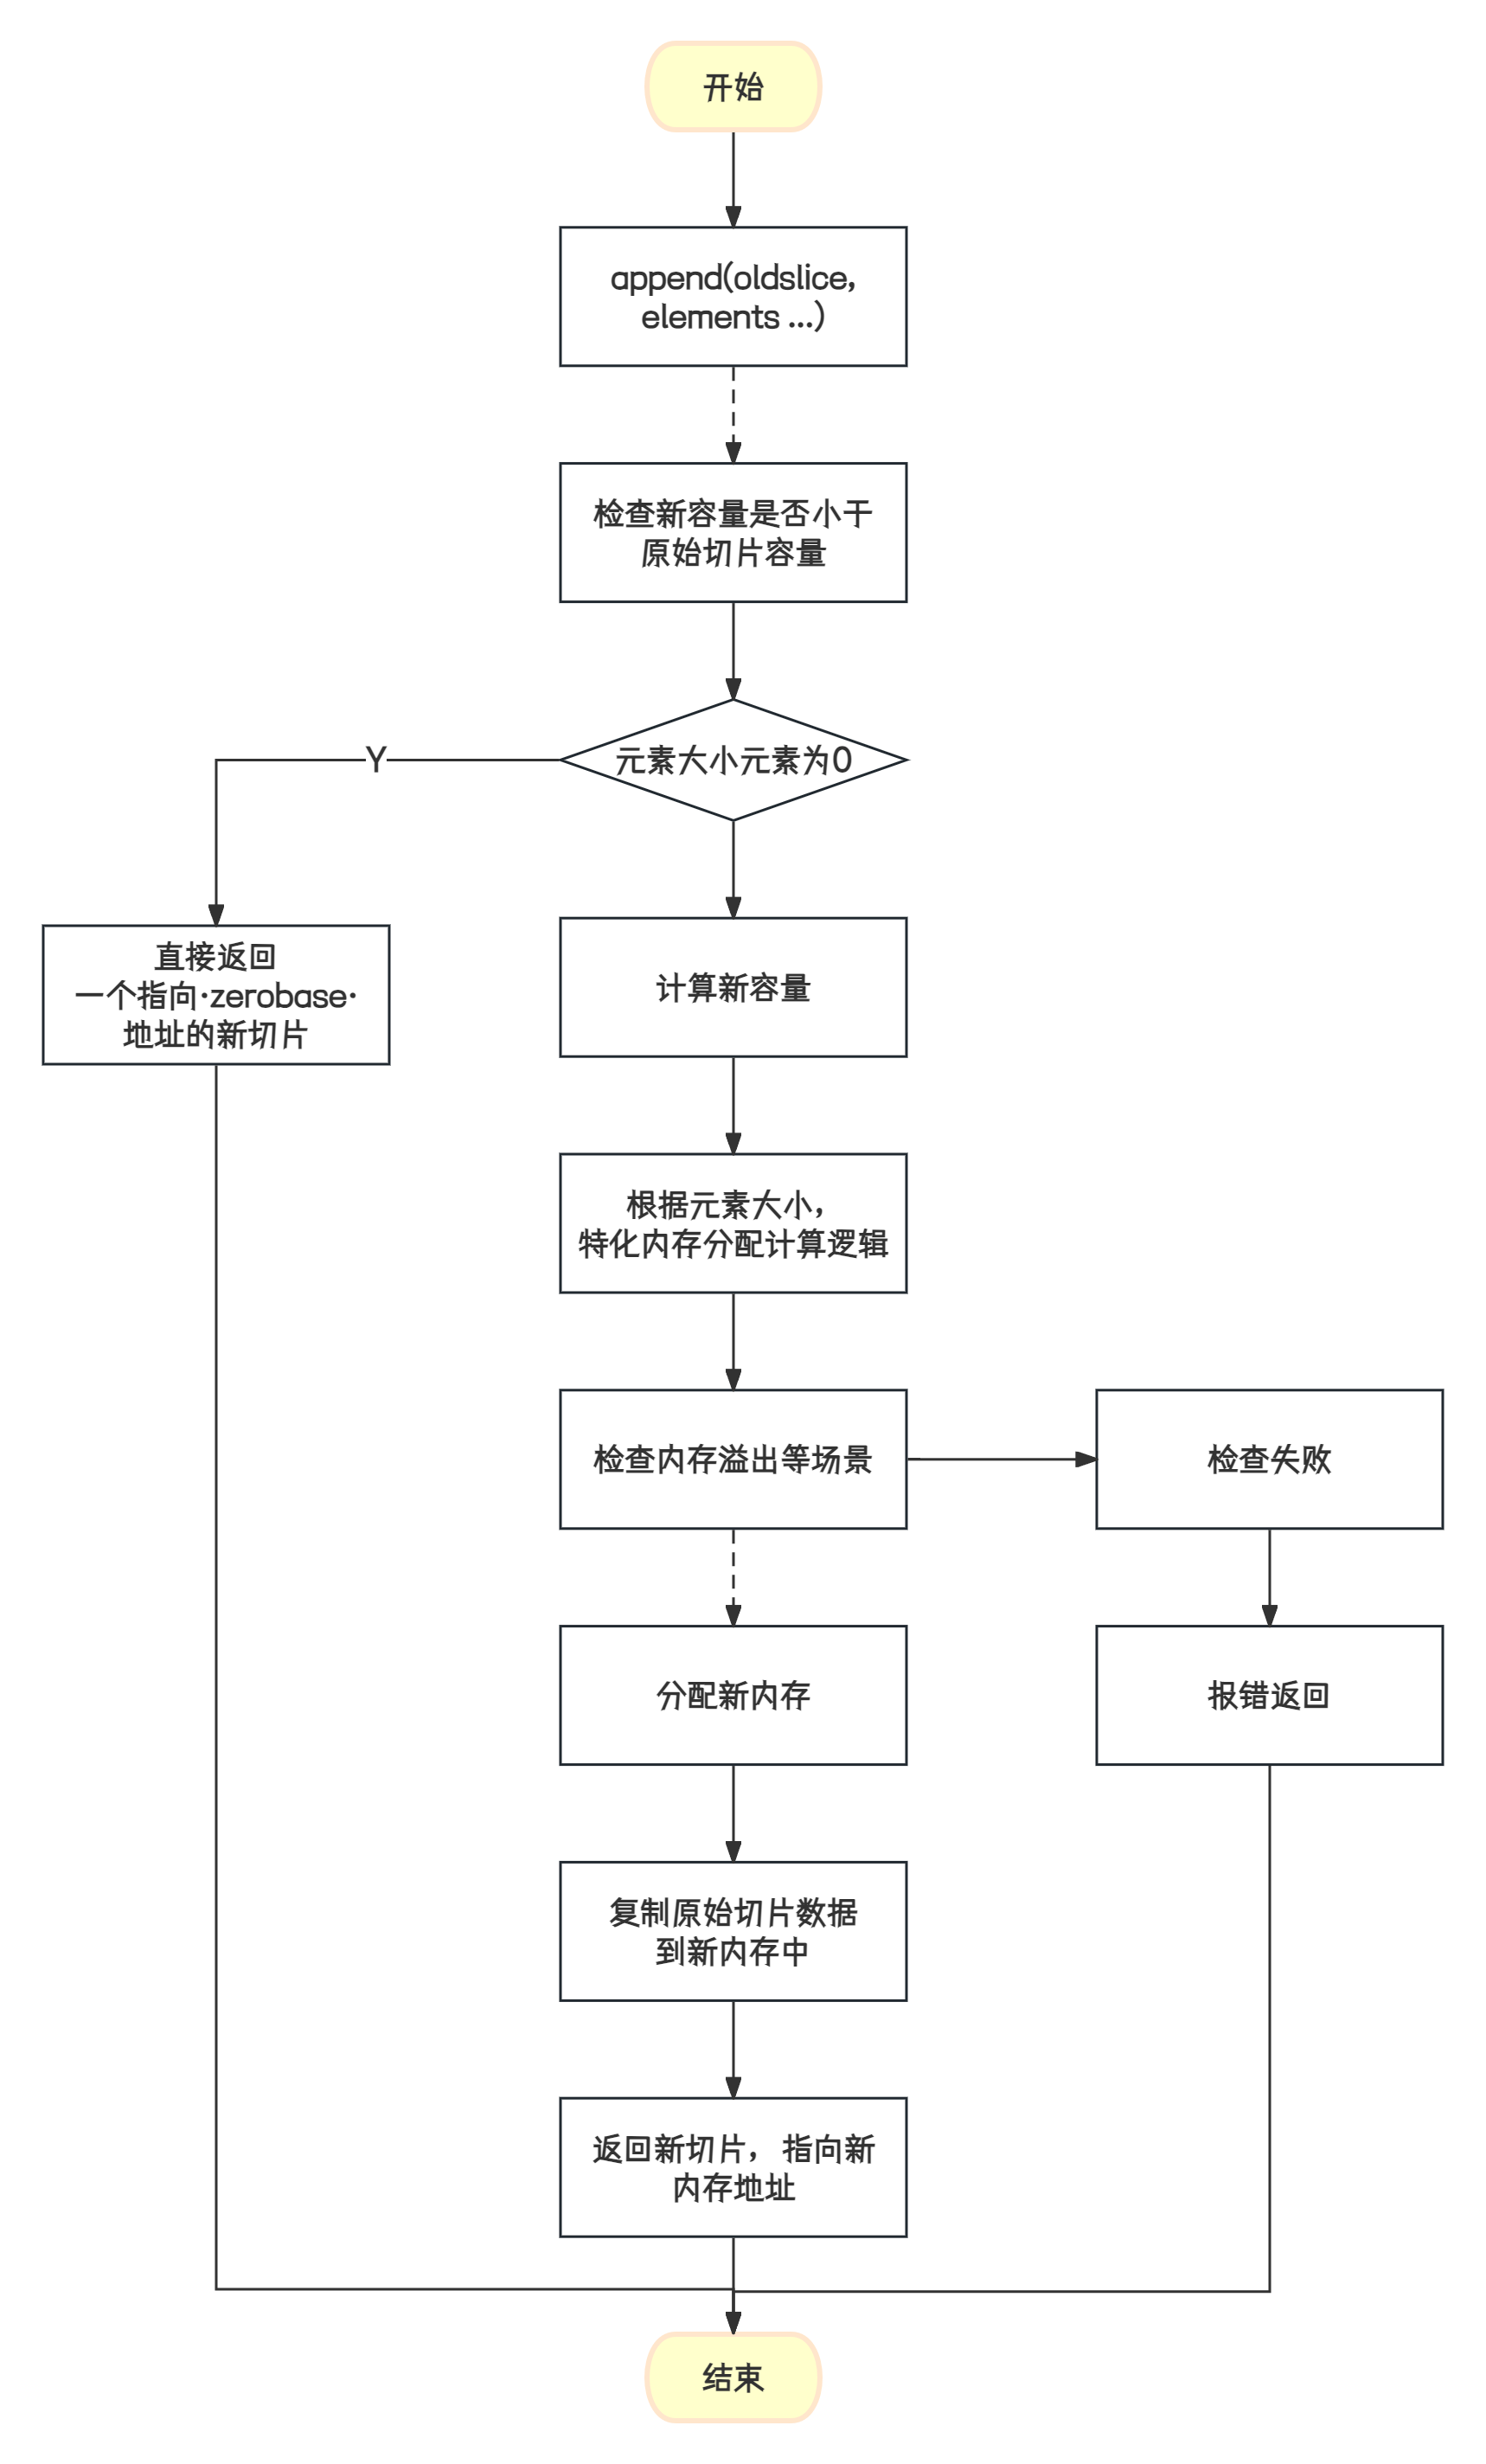 开始
append(oldslice,
elements ...)
检查新容量是否小于
原始切片容量
元素大小元素为0
Y
直接返回
一个指向·zerobase·
地址的新切片
计算新容量
根据元素大小，
特化内存分配计算逻辑
检查内存溢出等场景
检查失败
分配新内存
报错返回
复制原始切片数据
到新内存中
返回新切片，指向新
内存地址
结束